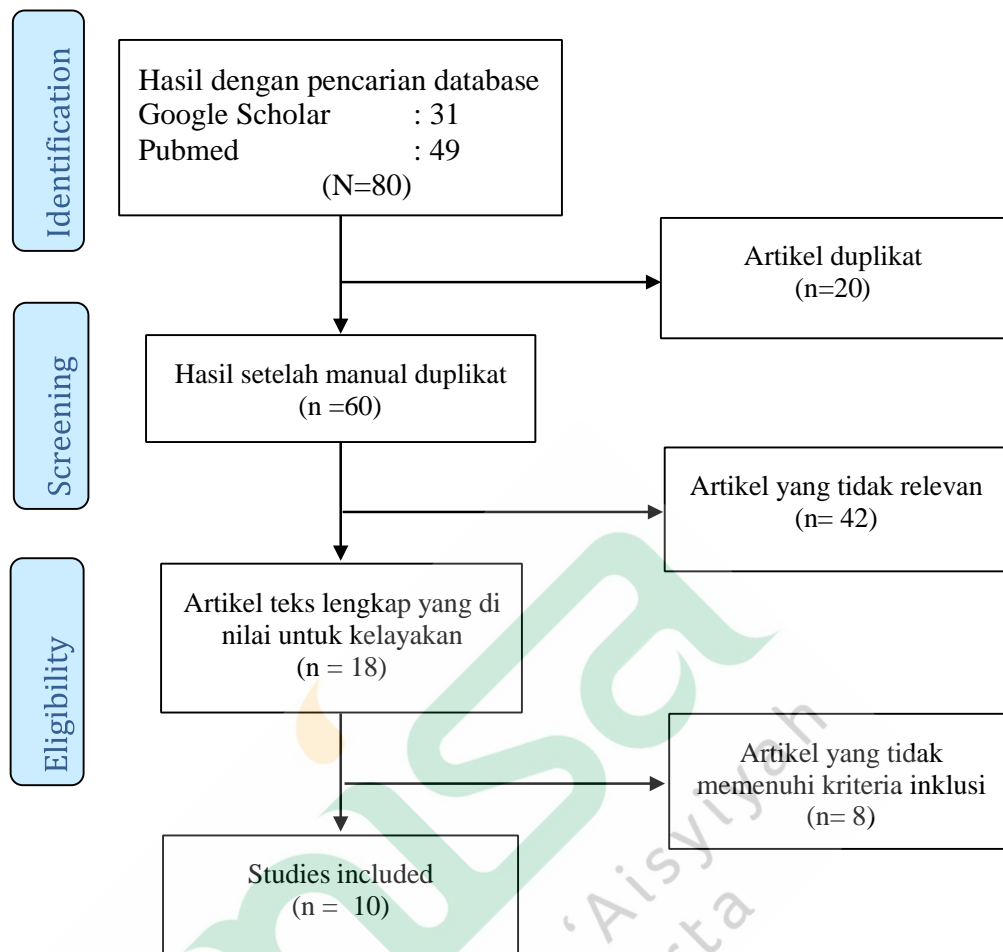 Identification
Hasil dengan pencarian database
Google Scholar : 31
Pubmed : 49
(N=80)
Artikel duplikat
(n=20)
Screening
Hasil setelah manual duplikat
(n =60)
Artikel yang tidak relevan
(n= 42)
Eligibility
Artikel teks lengkap yang di
nilai untuk kelayakan
(n = 18)
Artikel yang tidak
memenuhi kriteria inklusi
(n= 8)
Studies included
(n = 10)
nisa
‘Aisyiyah